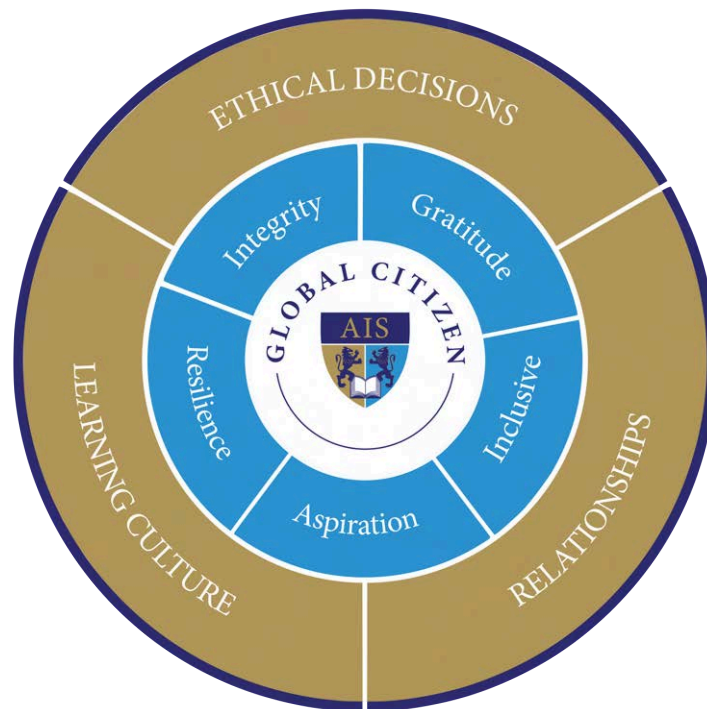 ETHICAL DECISIONS
Integrity
Gratitude
GLOBAL CITIZEN
AIS
Resilience
Inclusive
Aspiration
LEARNING CULTURE
RELATIONSHIPS